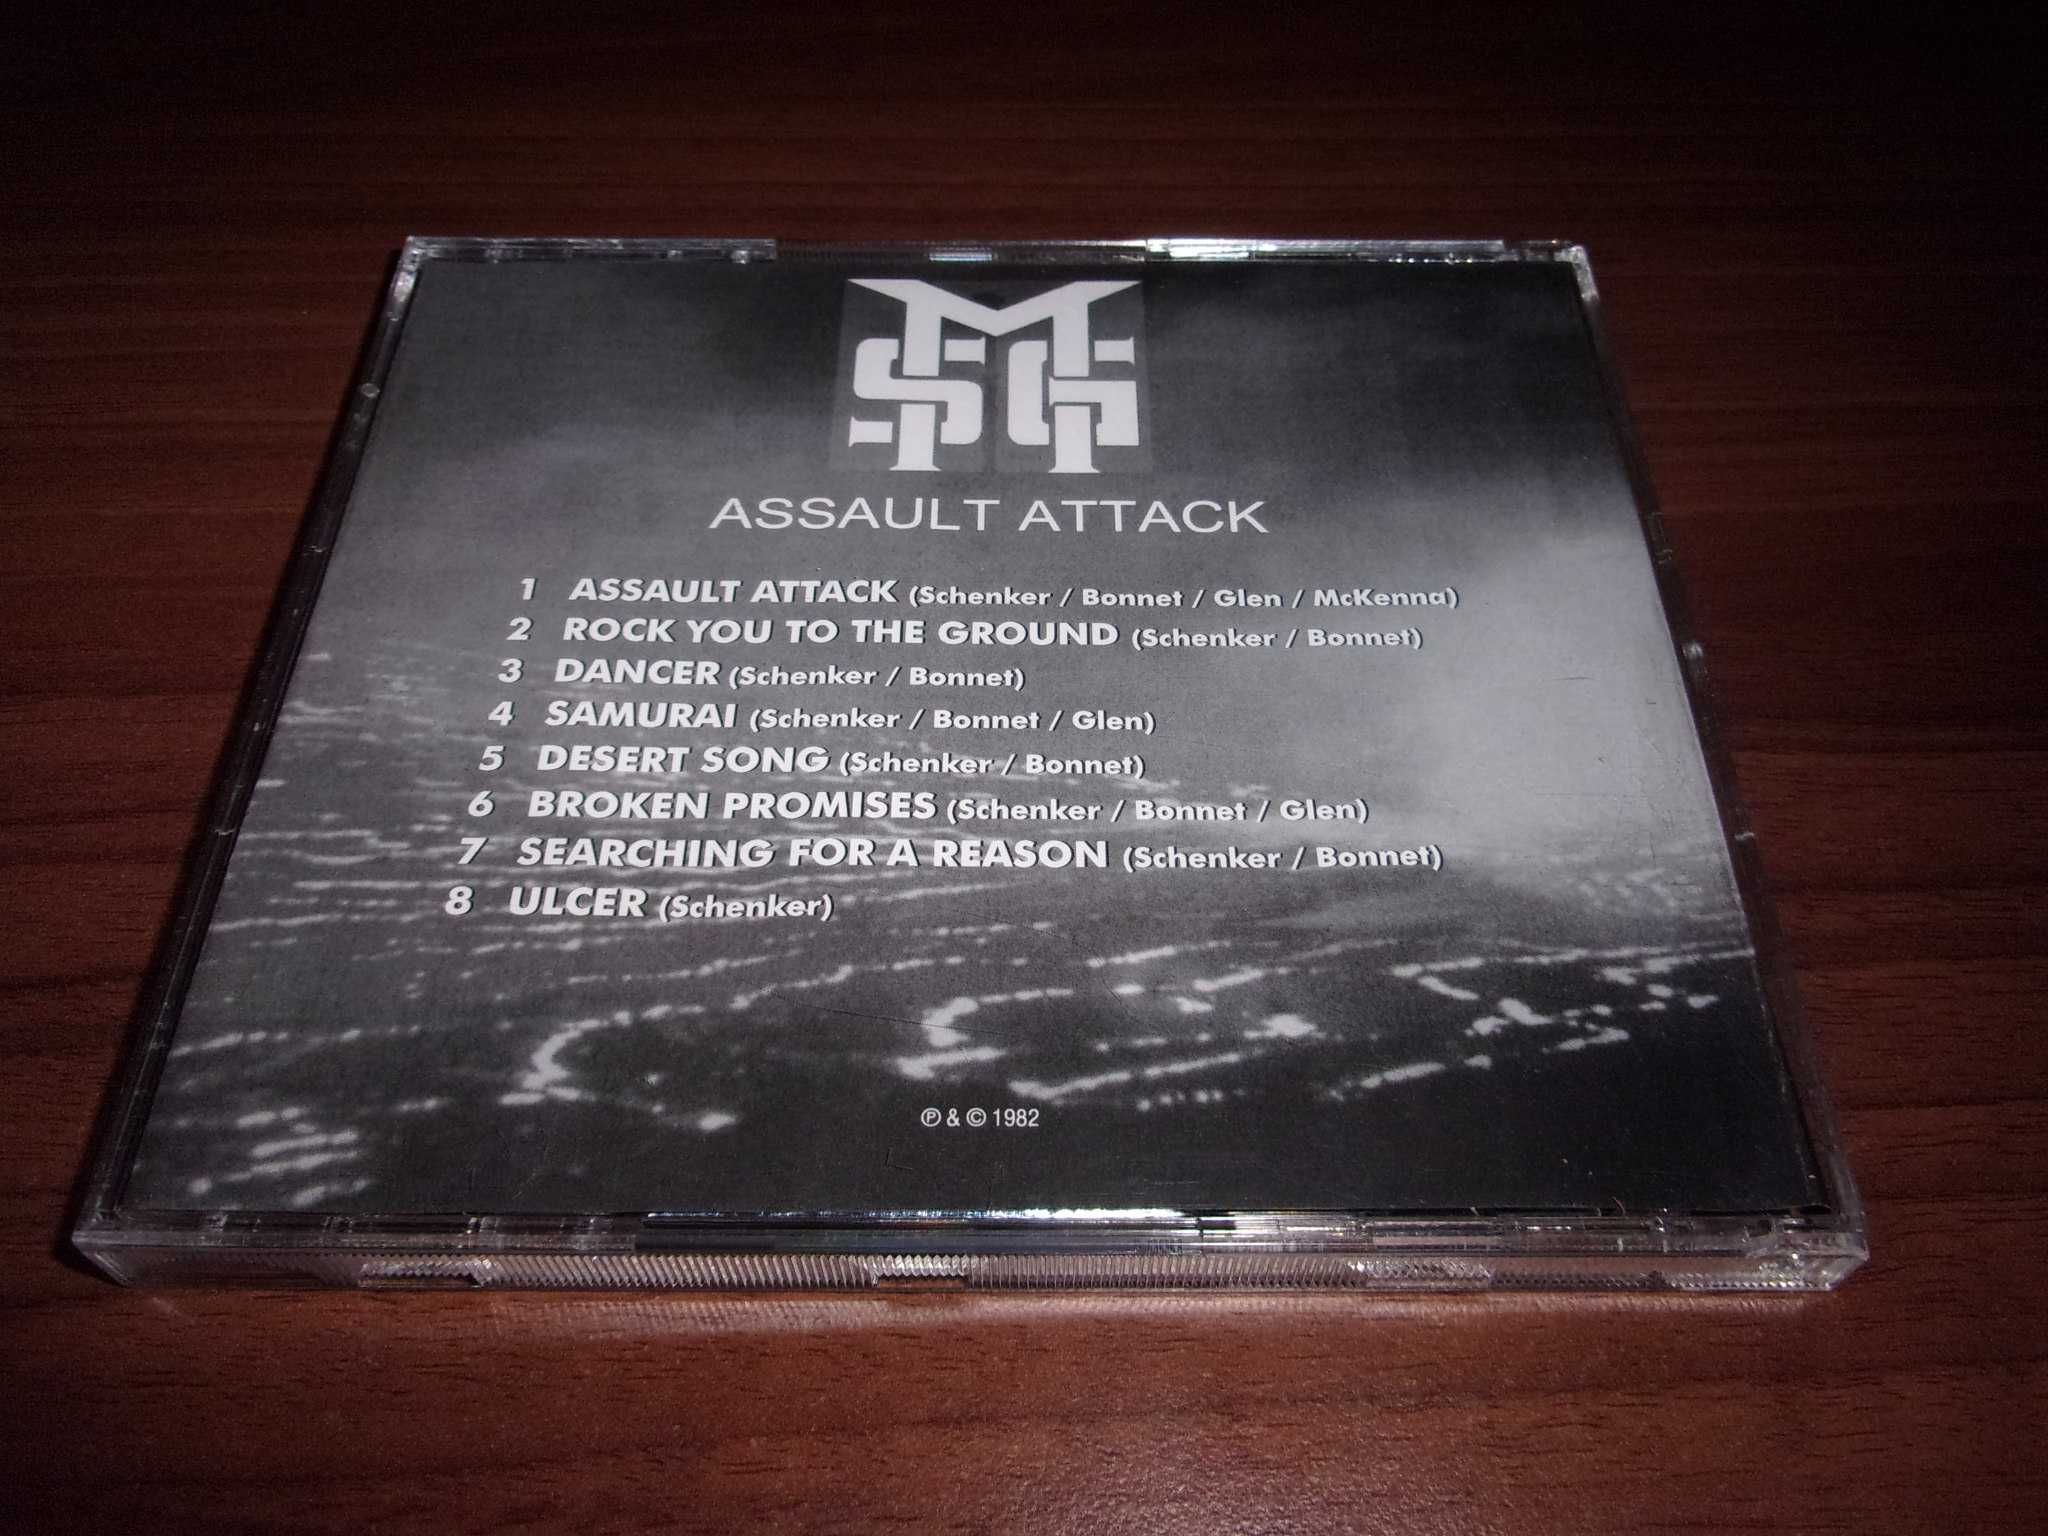 MSG
ASSAULT ATTACK
1 ASSAULT ATTACK (Schenker / Bonnet / Glen / McKenna)
2 ROCK YOU TO THE GROUND (Schenker / Bonnet)
3 DANCER (Schenker / Bonnet)
4 SAMURAI (Schenker / Bonnet / Glen)
5 DESERT SONG (Schenker / Bonnet)
6 BROKEN PROMISES (Schenker / Bonnet / Glen)
7 SEARCHING FOR A REASON (Schenker / Bonnet)
8 ULCER (Schenker)
℗ & © 1982